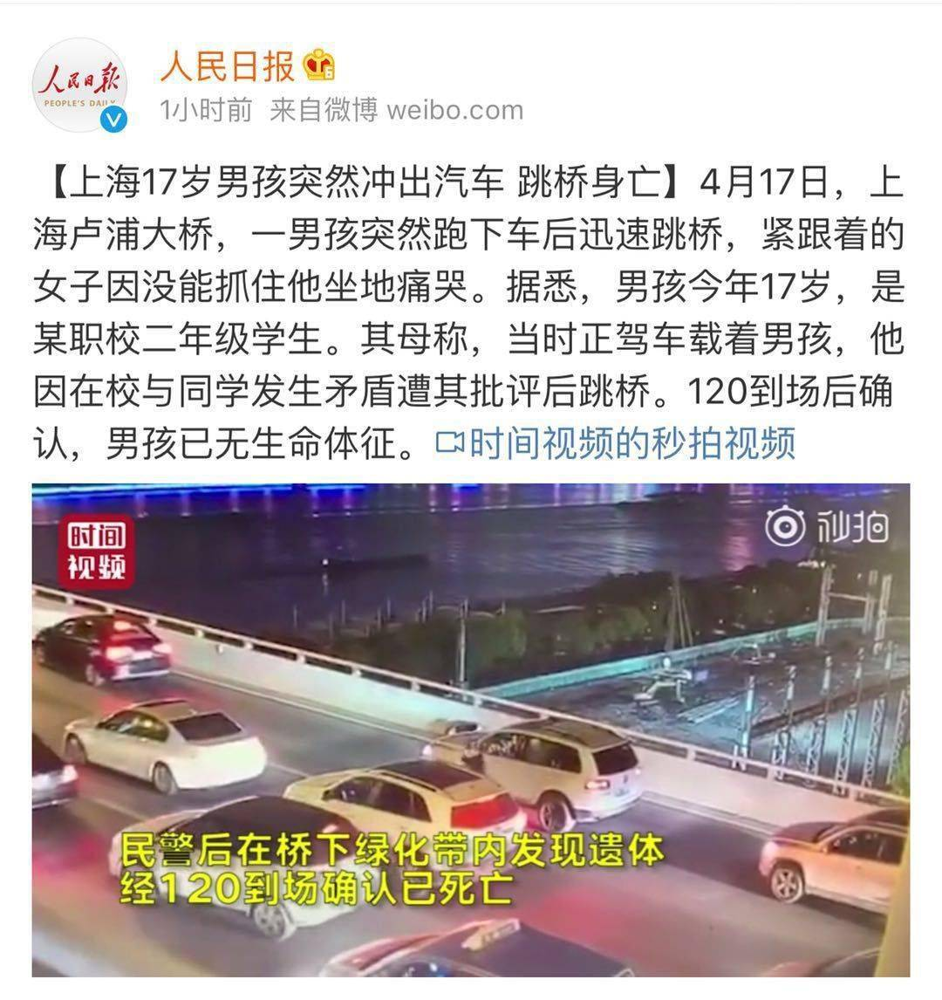 人民日报
PEOPLE'S DAILY
人民日报
1小时前 来自微博 weibo.com
【上海17岁男孩突然冲出汽车 跳桥身亡】4月17日，上
海卢浦大桥，一男孩突然跑下车后迅速跳桥，紧跟着的
女子因没能抓住他坐地痛哭。据悉，男孩今年17岁，是
某职校二年级学生。其母称，当时正驾车载着男孩，他
因在校与同学发生矛盾遭其批评后跳桥。120到场后确
认，男孩已无生命体征。时间视频的秒拍视频
时间
视频
秒拍
民警后在桥下绿化带内发现遗体
经120到场确认已死亡